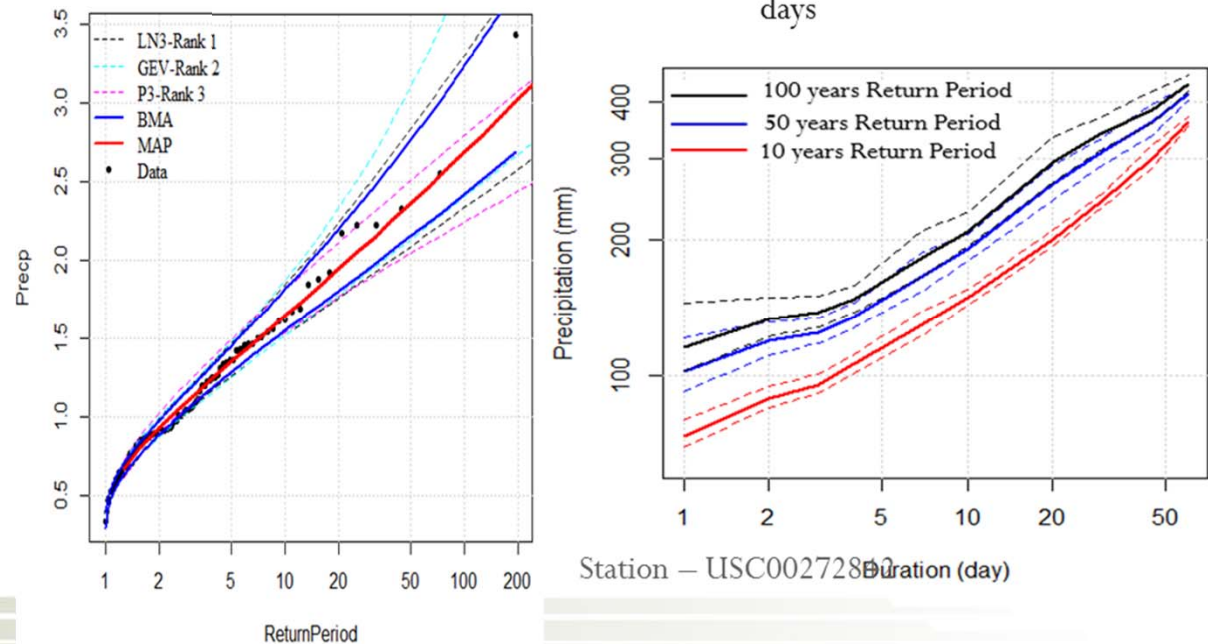 days
3.5
3.0
2.5
2.0
1.5
1.0
0.5
Precp
LN3-Rank 1
GEV-Rank 2
P3-Rank 3
BMA
MAP
Data
1 2 5 10 20 50 100 200
ReturnPeriod
400
300
200
100
Precipitation (mm)
100 years Return Period
50 years Return Period
10 years Return Period
1 2 5 10 20 50
Duration (day)
Station – USC00272842